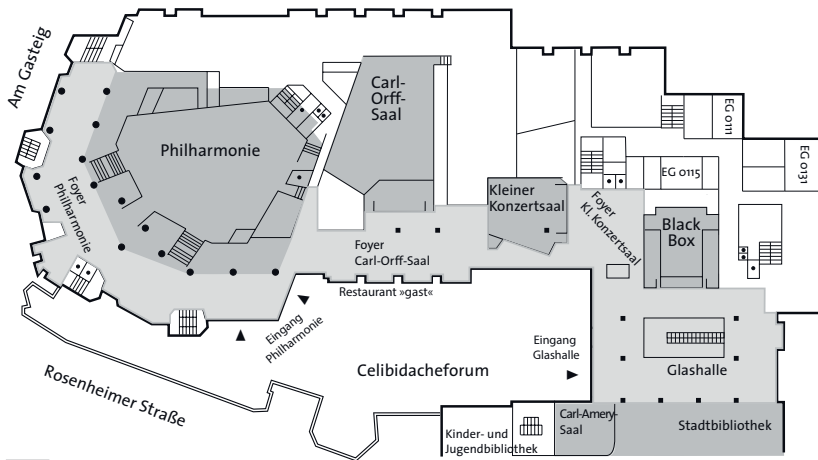 Am Gasteig
Philharmonie
Carl-
Orff-
Saal
EG 0111
EG 0131
EG 0115
Kleiner
Konzertsaal
Foyer
Kl. Konzertsaal
Black
Box
Foyer
Philharmonie
Foyer
Carl-Orff-Saal
Restaurant »gast«
Eingang
Philharmonie
Eingang
Glashalle
Celibidacheforum
Glashalle
Rosenheimer Straße
Kinder- und
Jugendbibliothek
Carl-Amery-
Saal
Stadtbibliothek